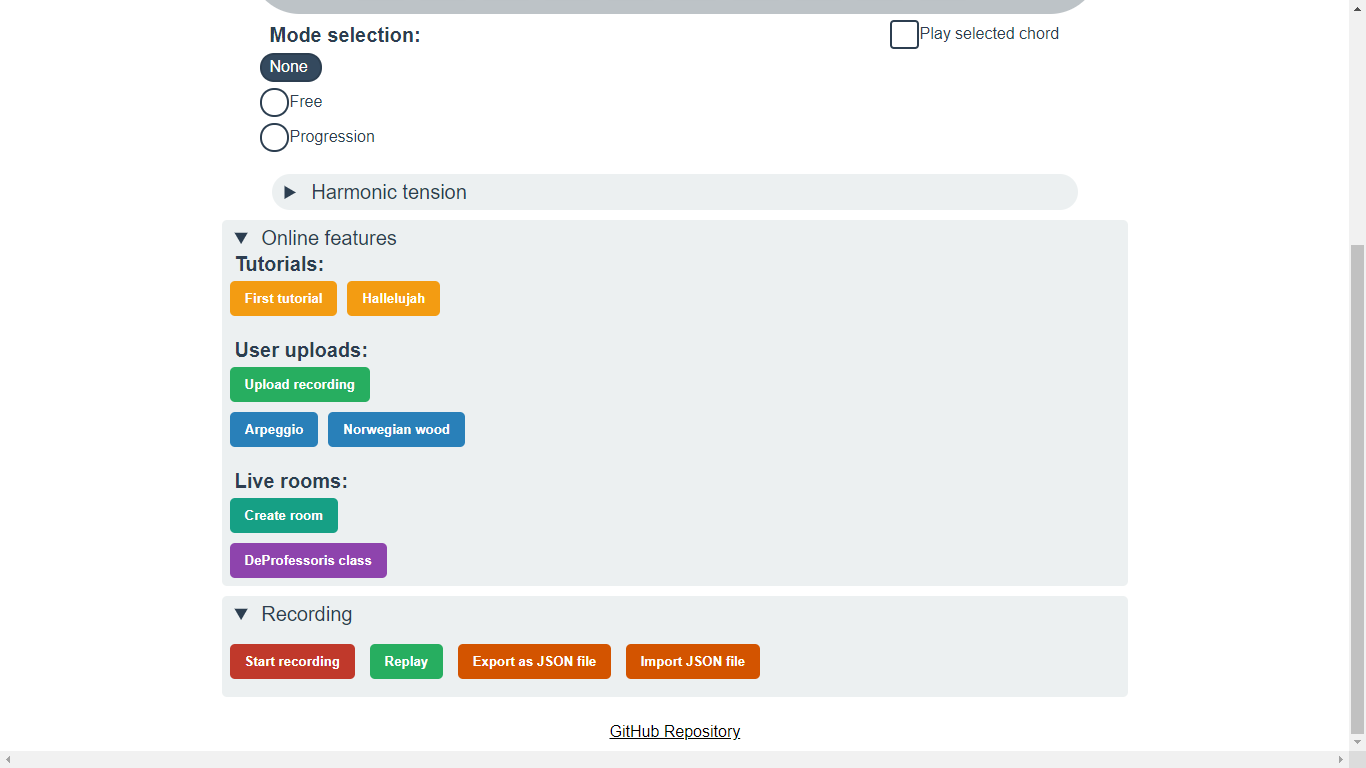 Mode selection:
Play selected chord
None
Free
Progression
Harmonic tension
Online features
Tutorials:
First tutorial Hallelujah
User uploads:
Upload recording
Arpeggio Norwegian wood
Live rooms:
Create room
DeProfessoris class
Recording
Start recording Replay Export as JSON file Import JSON file
GitHub Repository